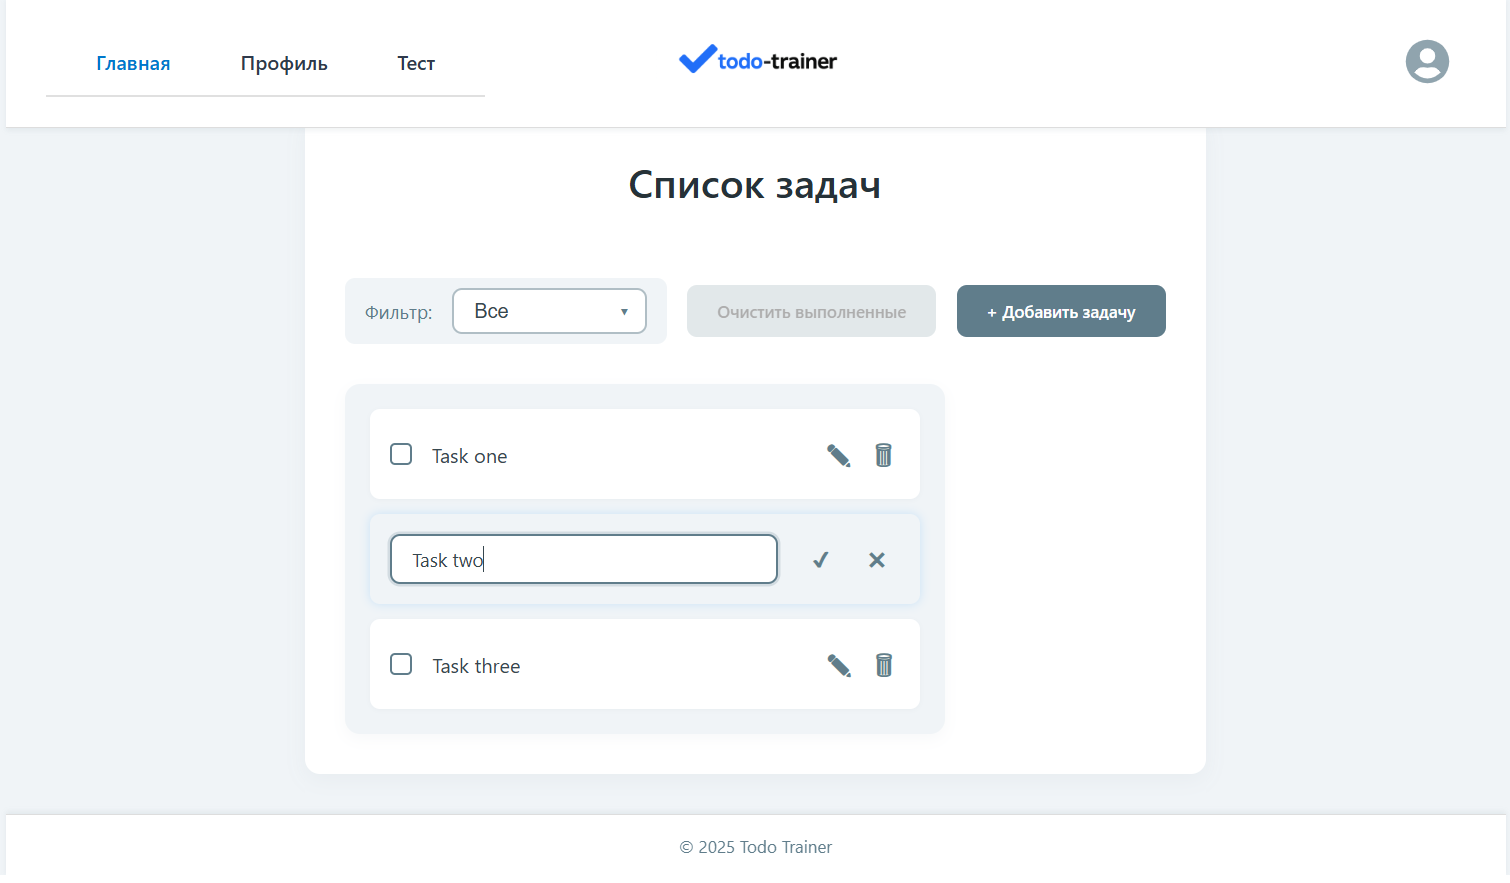 Главная Профиль Тест
todo-trainer
Список задач
Фильтр: Все Очистить выполненные + Добавить задачу
Task one
Task two
Task three
© 2025 Todo Trainer